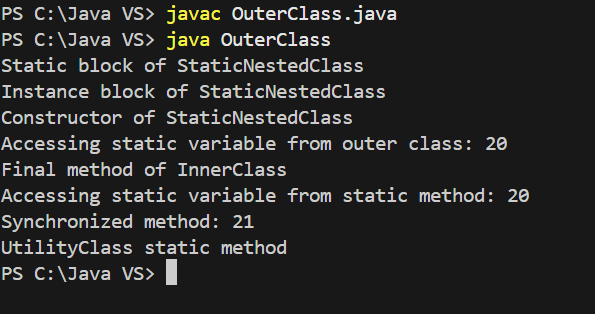 PS C:\Java VS> javac OuterClass.java
PS C:\Java VS> java OuterClass
Static block of StaticNestedClass
Instance block of StaticNestedClass
Constructor of StaticNestedClass
Accessing static variable from outer class: 20
Final method of InnerClass
Accessing static variable from static method: 20
Synchronized method: 21
UtilityClass static method
PS C:\Java VS>